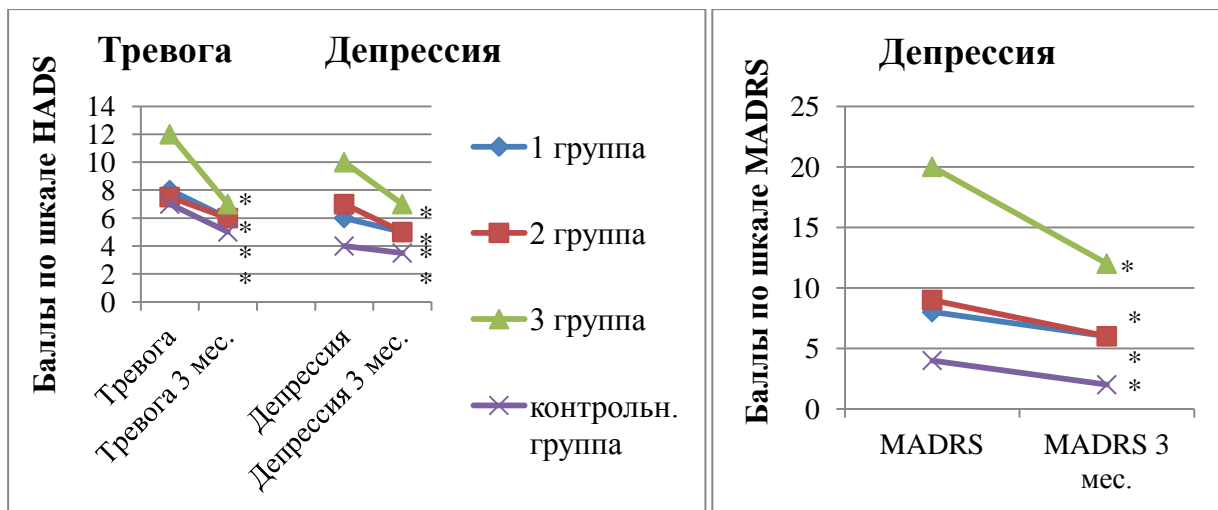 Тревога
Депрессия
Баллы по шкале HADS
14
12
10
8
6
4
2
0
*
*
*
*
*
*
*
*
Тревога
Тревога 3 мес.
Депрессия
Депрессия 3 мес.
1 группа
2 группа
3 группа
контрольн.
группа
Депрессия
Баллы по шкале MADRS
25
20
15
10
5
0
*
*
*
*
MADRS
MADRS 3
мес.